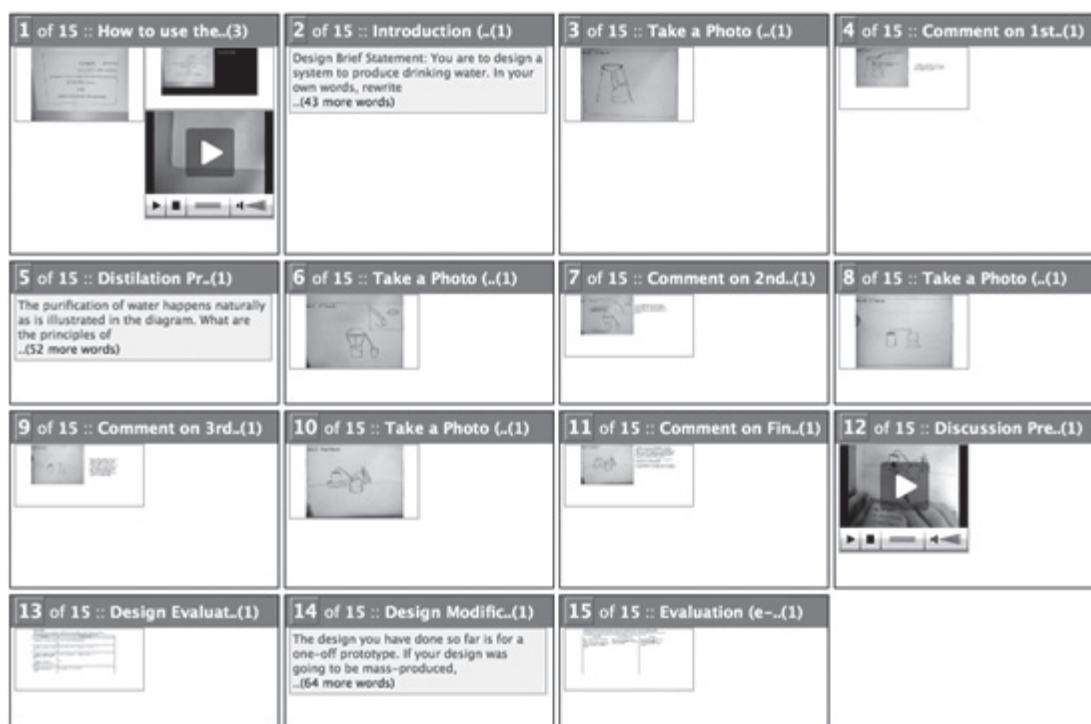 1 of 15 :: How to use the..(3)
2 of 15 :: Introduction (..(1)
3 of 15 :: Take a Photo (..(1)
4 of 15 :: Comment on 1st..(1)
Design Brief Statement: You are to design a
system to produce drinking water. In your
own words, rewrite
..(43 more words)
5 of 15 :: Distilation Pr..(1)
6 of 15 :: Take a Photo (..(1)
7 of 15 :: Comment on 2nd..(1)
8 of 15 :: Take a Photo (..(1)
The purification of water happens naturally
as is illustrated in the diagram. What are
the principles of
..(52 more words)
9 of 15 :: Comment on 3rd..(1)
10 of 15 :: Take a Photo (..(1)
11 of 15 :: Comment on Fin..(1)
12 of 15 :: Discussion Pre..(1)
13 of 15 :: Design Evaluat..(1)
14 of 15 :: Design Modific..(1)
15 of 15 :: Evaluation (e-..(1)
The design you have done so far is for a
one-off prototype. If your design was
going to be mass-produced,
..(64 more words)